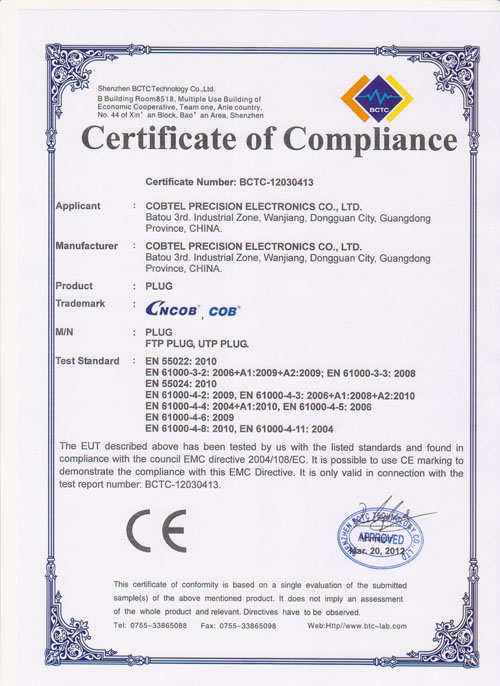 Shenzhen BCTC Technology Co.,Ltd.
B Building Room8518, Multiple Use Building of
Economic Cooperative, Team one, Anle country,
No. 44 of Xin' an Block, Bao' an Area, Shenzhen
BCTC
Certificate of Compliance
Certificate Number: BCTC-12030413
Applicant : COBTEL PRECISION ELECTRONICS CO., LTD.
Batou 3rd. Industrial Zone, Wanjiang, Dongguan City, Guangdong
Province, CHINA.
Manufacturer : COBTEL PRECISION ELECTRONICS CO., LTD.
Batou 3rd. Industrial Zone, Wanjiang, Dongguan City, Guangdong
Province, CHINA.
Product : PLUG
Trademark : CNCOB®, COB®
M/N : PLUG
FTP PLUG, UTP PLUG.
Test Standard : EN 55022: 2010
EN 61000-3-2: 2006+A1:2009+A2:2009; EN 61000-3-3: 2008
EN 55024: 2010
EN 61000-4-2: 2009, EN 61000-4-3: 2006+A1:2008+A2:2010
EN 61000-4-4: 2004+A1:2010, EN 61000-4-5: 2006
EN 61000-4-6: 2009
EN 61000-4-8: 2010, EN 61000-4-11: 2004
The EUT described above has been tested by us with the listed standards and found in
compliance with the council EMC directive 2004/108/EC. It is possible to use CE marking to
demonstrate the compliance with this EMC Directive. It is only valid in connection with the
test report number: BCTC-12030413.
CE
SHENZHEN BCTC TECHNOLOGY CO., LTD
APPROVED
Mar. 20, 2012
This certificate of conformity is based on a single evaluation of the submitted
sample(s) of the above mentioned product. It does not imply an assessment
of the whole product and relevant. Directives have to be observed.
Tel: 0755-33865088 Fax: 0755-33865098 Web:Http//www.btc-lab.com